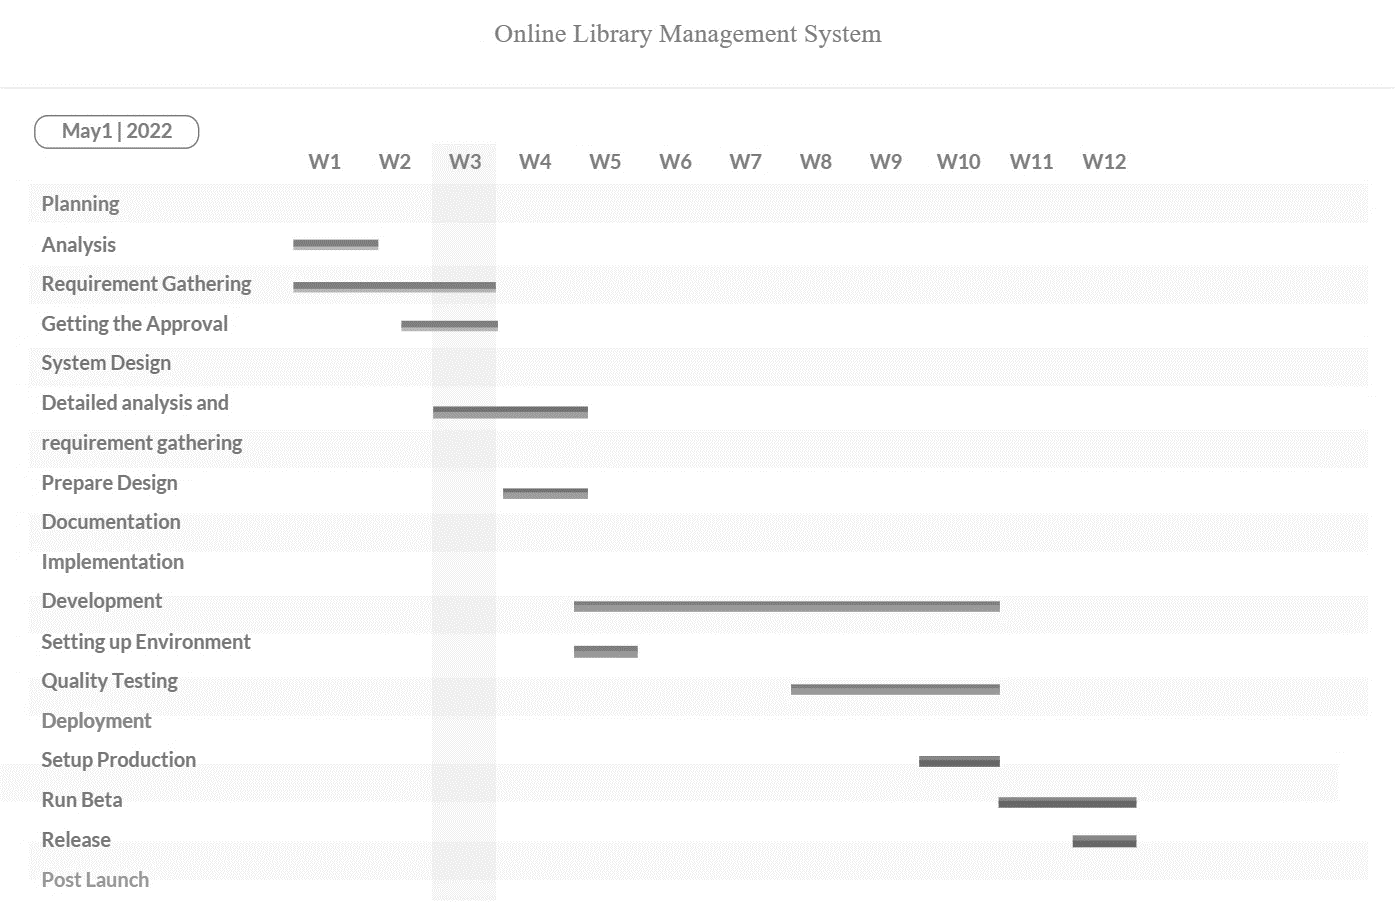 Online Library Management System
May1 | 2022
W1 W2 W3 W4 W5 W6 W7 W8 W9 W10 W11 W12
Planning
Analysis
Requirement Gathering
Getting the Approval
System Design
Detailed analysis and
requirement gathering
Prepare Design
Documentation
Implementation
Development
Setting up Environment
Quality Testing
Deployment
Setup Production
Run Beta
Release
Post Launch